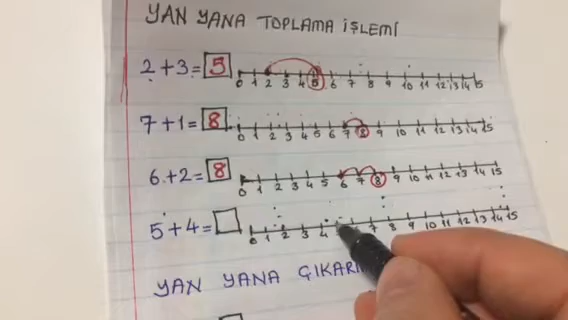 YAN YANA TOPLAMA İŞLEMİ
2+3=5 0 1 2 3 4 5 6 7 8 9 10 11 12 13 14 15
7+1=8 0 1 2 3 4 5 6 7 8 9 10 11 12 13 14 15
6+2=8 0 1 2 3 4 5 6 7 8 9 10 11 12 13 14 15
5+4= 0 1 2 3 4 7 8 9 10 11 12 13 14 15
YAN YANA